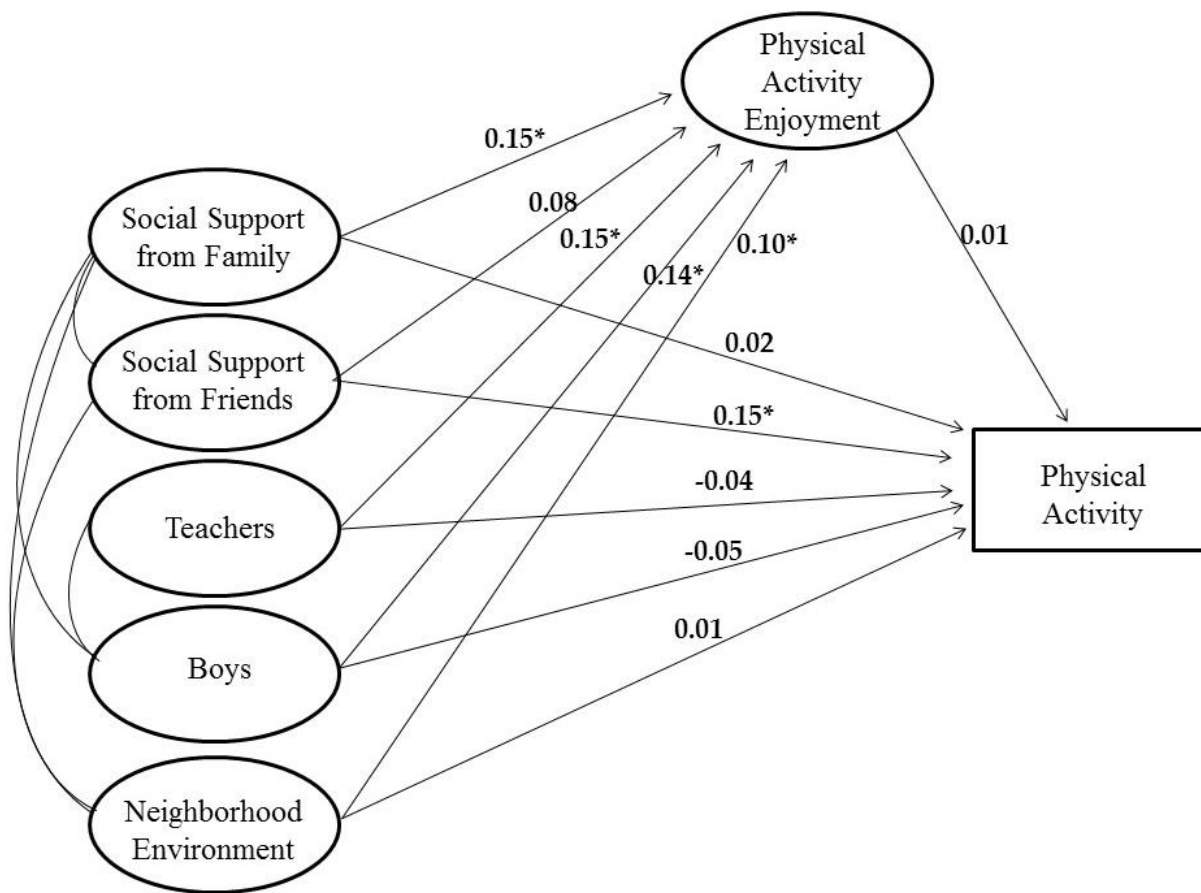 Physical
Activity
Enjoyment
0.15*
Social Support
from Family
0.08
0.15*
0.10*
0.01
0.14*
Social Support
from Friends
0.02
0.15*
Physical
Activity
Teachers
-0.04
-0.05
Boys
0.01
Neighborhood
Environment